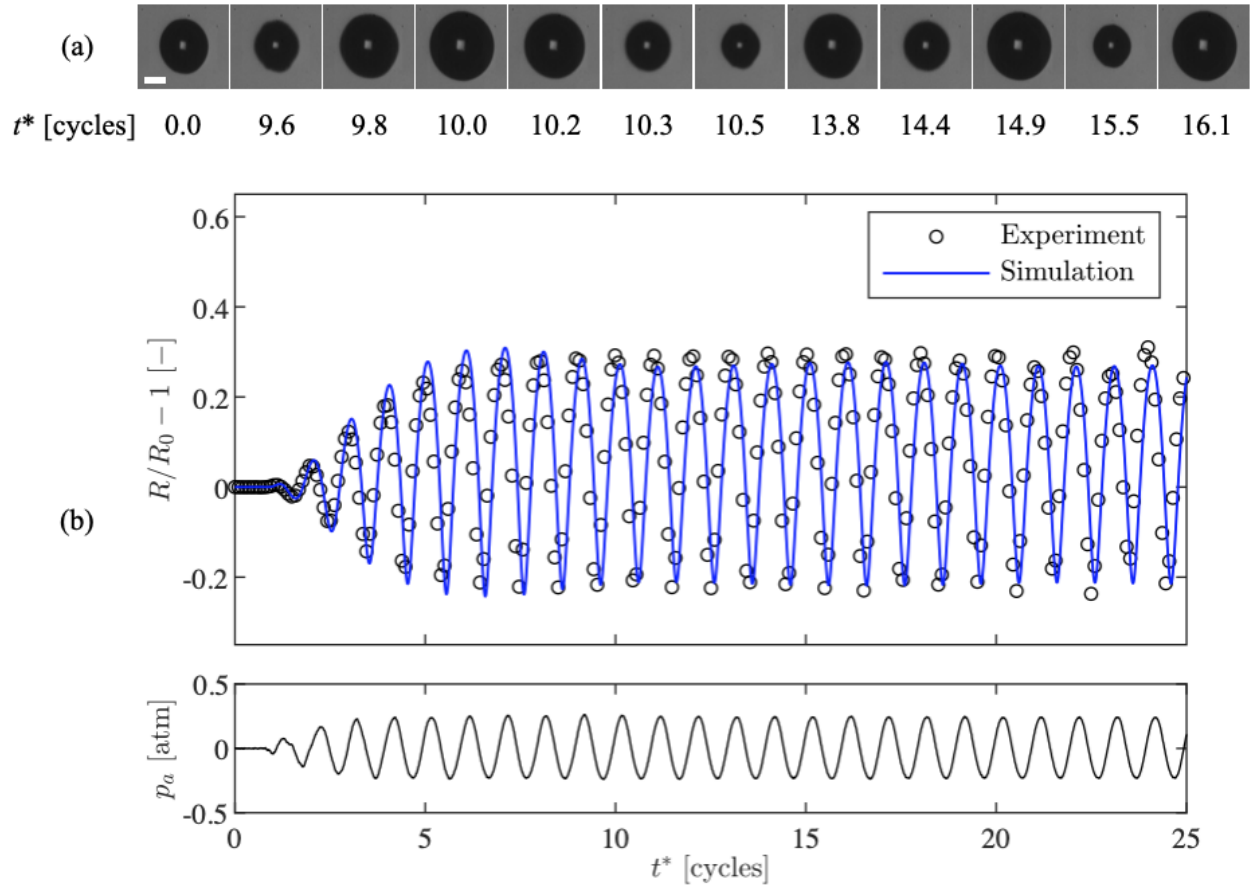 (a)
t* [cycles] 0.0 9.6 9.8 10.0 10.2 10.3 10.5 13.8 14.4 14.9 15.5 16.1
(b)
R/R₀ − 1 [−]
0.6
0.4
0.2
0
-0.2
Experiment
Simulation
pₐ [atm]
0.5
0
-0.5
0 5 10 15 20 25
t* [cycles]